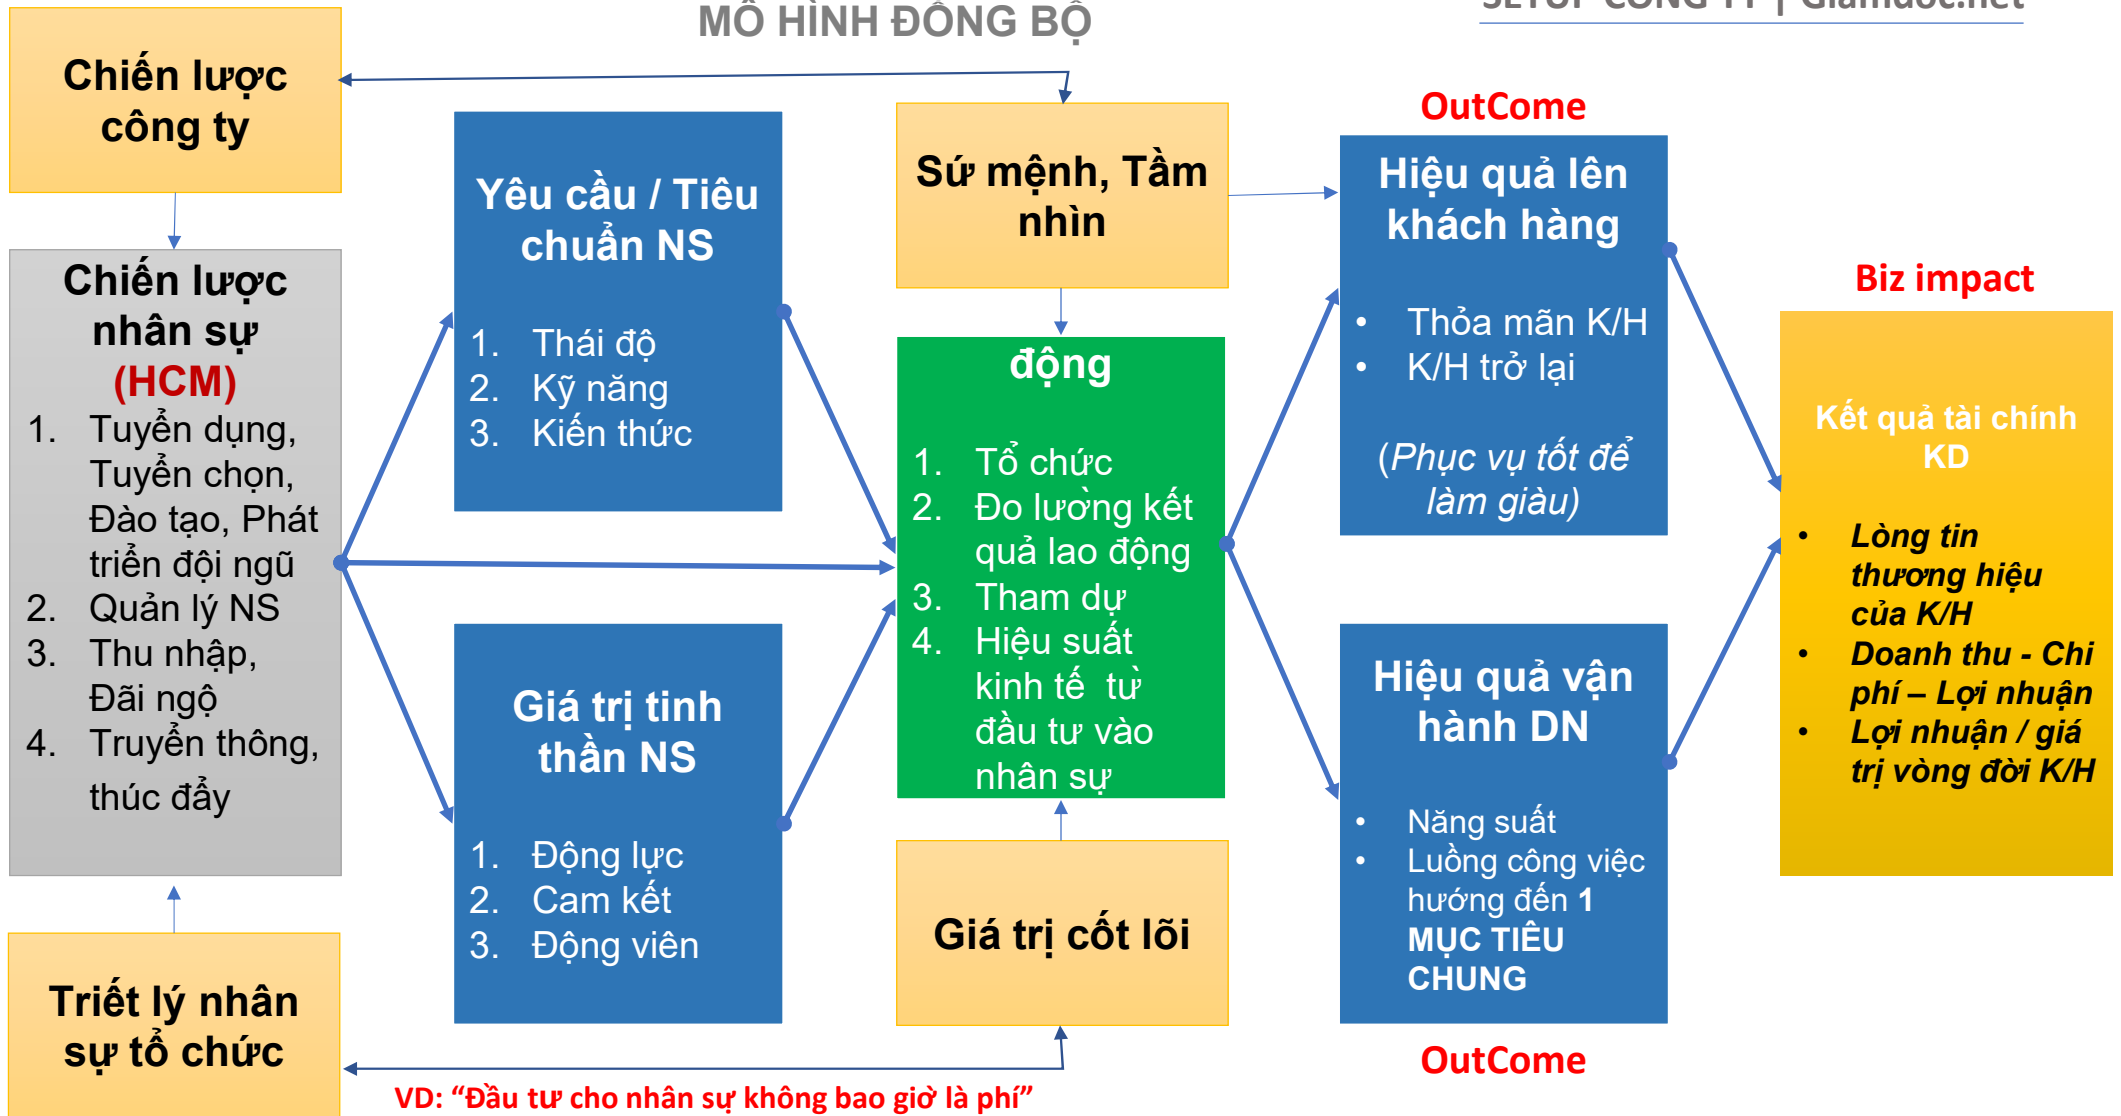 MÔ HÌNH ĐỒNG BỘ
SETUP CÔNG TY | Giamdoc.net
Chiến lược
công ty
Chiến lược
nhân sự
(HCM)
1. Tuyển dụng,
Tuyển chọn,
Đào tạo, Phát
triển đội ngũ
2. Quản lý NS
3. Thu nhập,
Đãi ngộ
4. Truyển thông,
thúc đẩy
Triết lý nhân
sự tổ chức
Yêu cầu / Tiêu
chuẩn NS
1. Thái độ
2. Kỹ năng
3. Kiến thức
Giá trị tinh
thần NS
1. Động lực
2. Cam kết
3. Động viên
VD: “Đầu tư cho nhân sự không bao giờ là phí”
Sứ mệnh, Tầm
nhìn
động
1. Tổ chức
2. Đo lường kết
quả lao động
3. Tham dự
4. Hiệu suất
kinh tế từ
đầu tư vào
nhân sự
Giá trị cốt lõi
OutCome
Hiệu quả lên
khách hàng
• Thỏa mãn K/H
• K/H trở lại
(Phục vụ tốt để
làm giàu)
Hiệu quả vận
hành DN
• Năng suất
• Luồng công việc
hướng đến 1
MỤC TIÊU
CHUNG
OutCome
Biz impact
Kết quả tài chính
KD
• Lòng tin
thương hiệu
của K/H
• Doanh thu - Chi
phí – Lợi nhuận
• Lợi nhuận / giá
trị vòng đời K/H